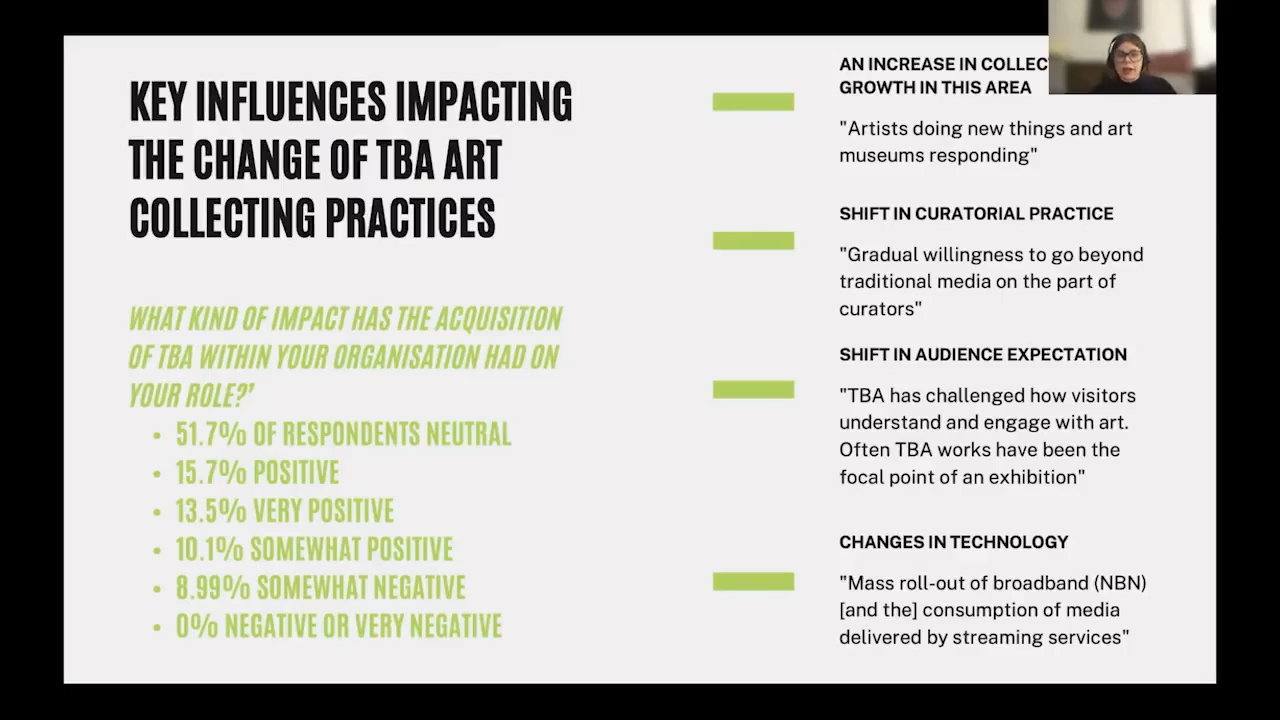 KEY INFLUENCES IMPACTING
THE CHANGE OF TBA ART
COLLECTING PRACTICES
WHAT KIND OF IMPACT HAS THE ACQUISITION
OF TBA WITHIN YOUR ORGANISATION HAD ON
YOUR ROLE?'
• 51.7% OF RESPONDENTS NEUTRAL
• 15.7% POSITIVE
• 13.5% VERY POSITIVE
• 10.1% SOMEWHAT POSITIVE
• 8.99% SOMEWHAT NEGATIVE
• 0% NEGATIVE OR VERY NEGATIVE
AN INCREASE IN COLLEC
GROWTH IN THIS AREA
"Artists doing new things and art
museums responding"
SHIFT IN CURATORIAL PRACTICE
"Gradual willingness to go beyond
traditional media on the part of
curators"
SHIFT IN AUDIENCE EXPECTATION
"TBA has challenged how visitors
understand and engage with art.
Often TBA works have been the
focal point of an exhibition"
CHANGES IN TECHNOLOGY
"Mass roll-out of broadband (NBN)
[and the] consumption of media
delivered by streaming services"